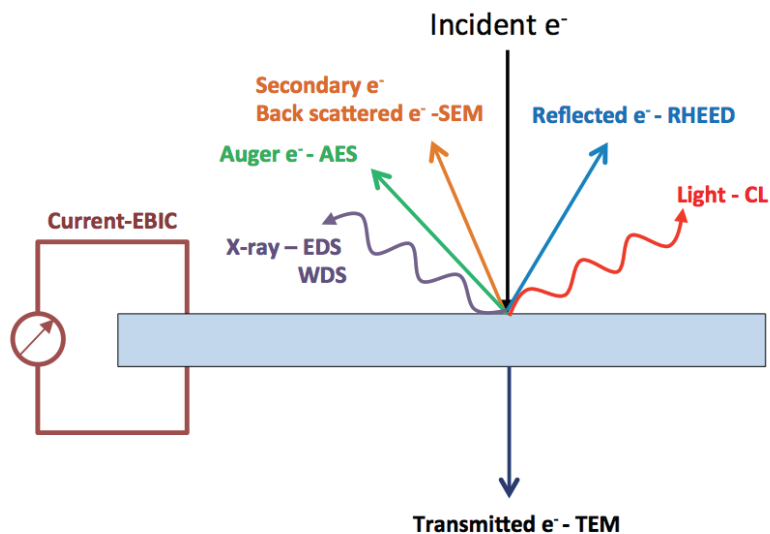 Incident e⁻
Secondary e⁻
Back scattered e⁻ -SEM
Reflected e⁻ - RHEED
Auger e⁻ - AES
Light - CL
Current-EBIC
X-ray – EDS
WDS
Transmitted e⁻ - TEM